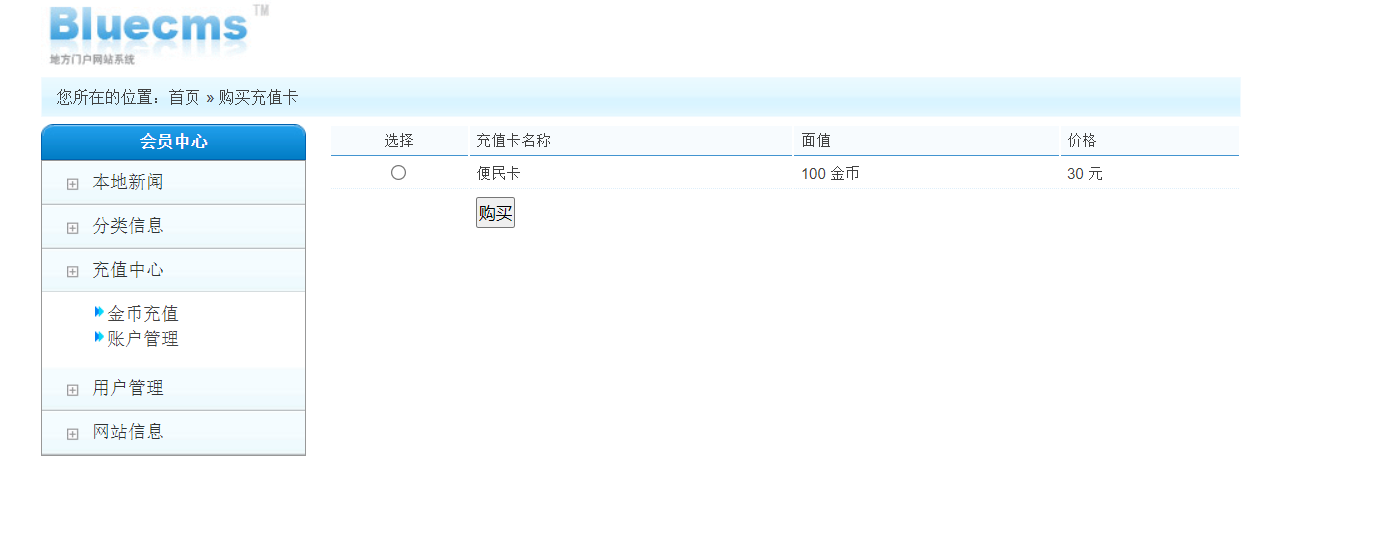 Bluecms TM
地方门户网站系统
您所在的位置：首页 » 购买充值卡
会员中心
本地新闻
分类信息
充值中心
金币充值
账户管理
用户管理
网站信息
选择 充值卡名称 面值 价格
便民卡 100 金币 30 元
购买